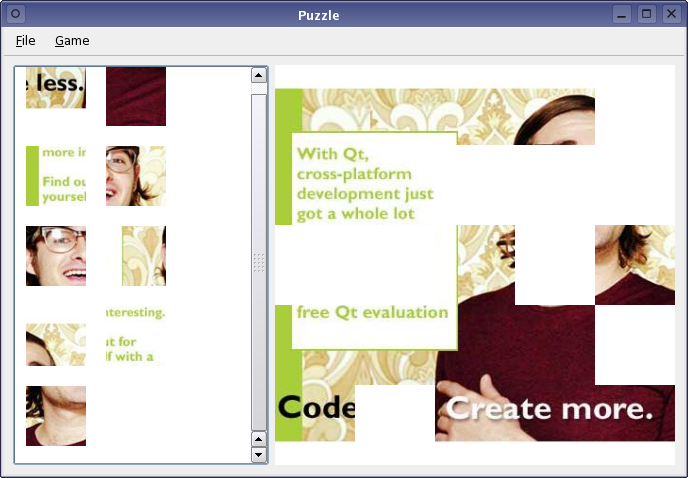 Puzzle
File Game
less.
more in
Find ou
yoursel
nteresting.
ut for
lf with a
With Qt,
cross-platform
development just
got a whole lot
free Qt evaluation
Code
Create more.